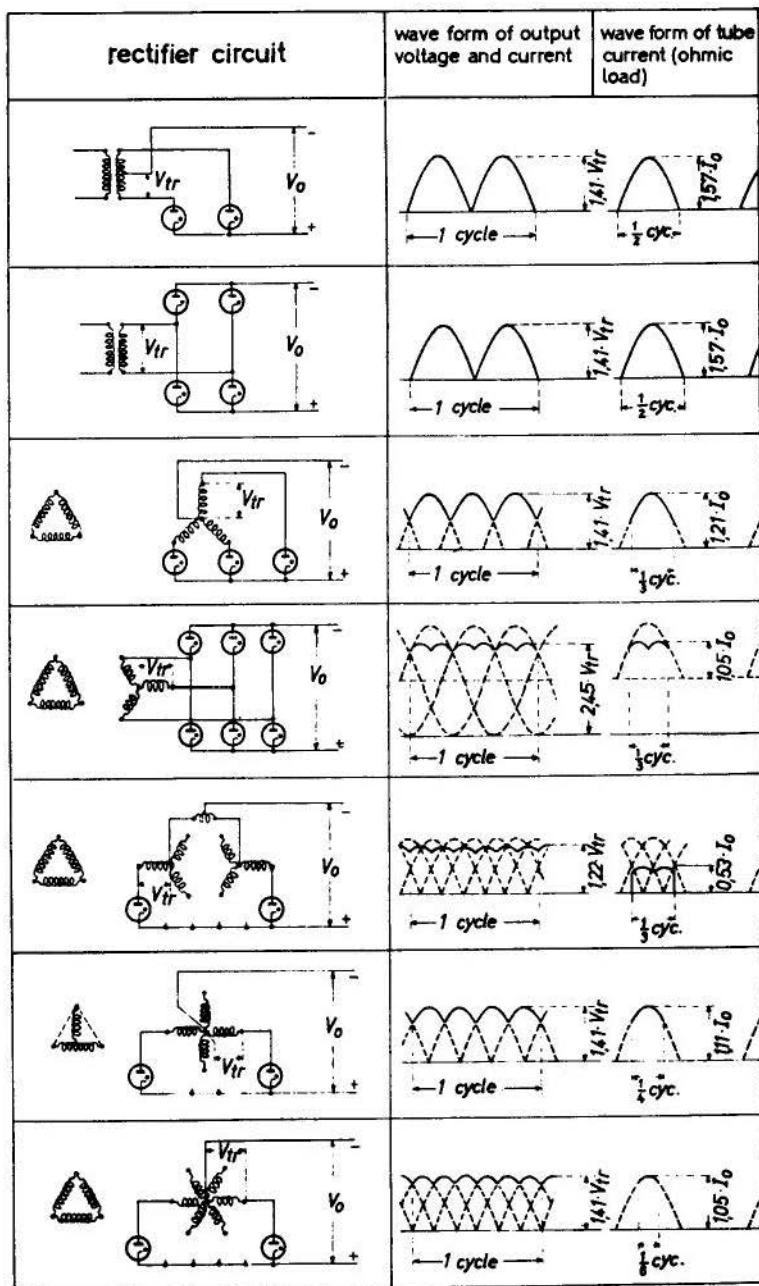 rectifier circuit
wave form of output
voltage and current
wave form of tube
current (ohmic
load)
Vtr
Vo
-
+
1 cycle
1,41·Vtr
1/2 cyc.
1,57·Io
Vtr
Vo
-
+
1 cycle
1,41·Vtr
1/2 cyc.
1,57·Io
Vtr
Vo
-
+
1 cycle
1,41·Vtr
1/3 cyc.
1,21·Io
Vtr
Vo
-
+
1 cycle
2,45·Vtr
1/3 cyc.
1,05·Io
Vtr
Vo
-
+
1 cycle
1,22·Vtr
1/3 cyc.
0,53·Io
Vtr
Vo
-
+
1 cycle
1,41·Vtr
1/4 cyc.
1,11·Io
Vtr
Vo
-
+
1 cycle
1,41·Vtr
1/6 cyc.
1,05·Io